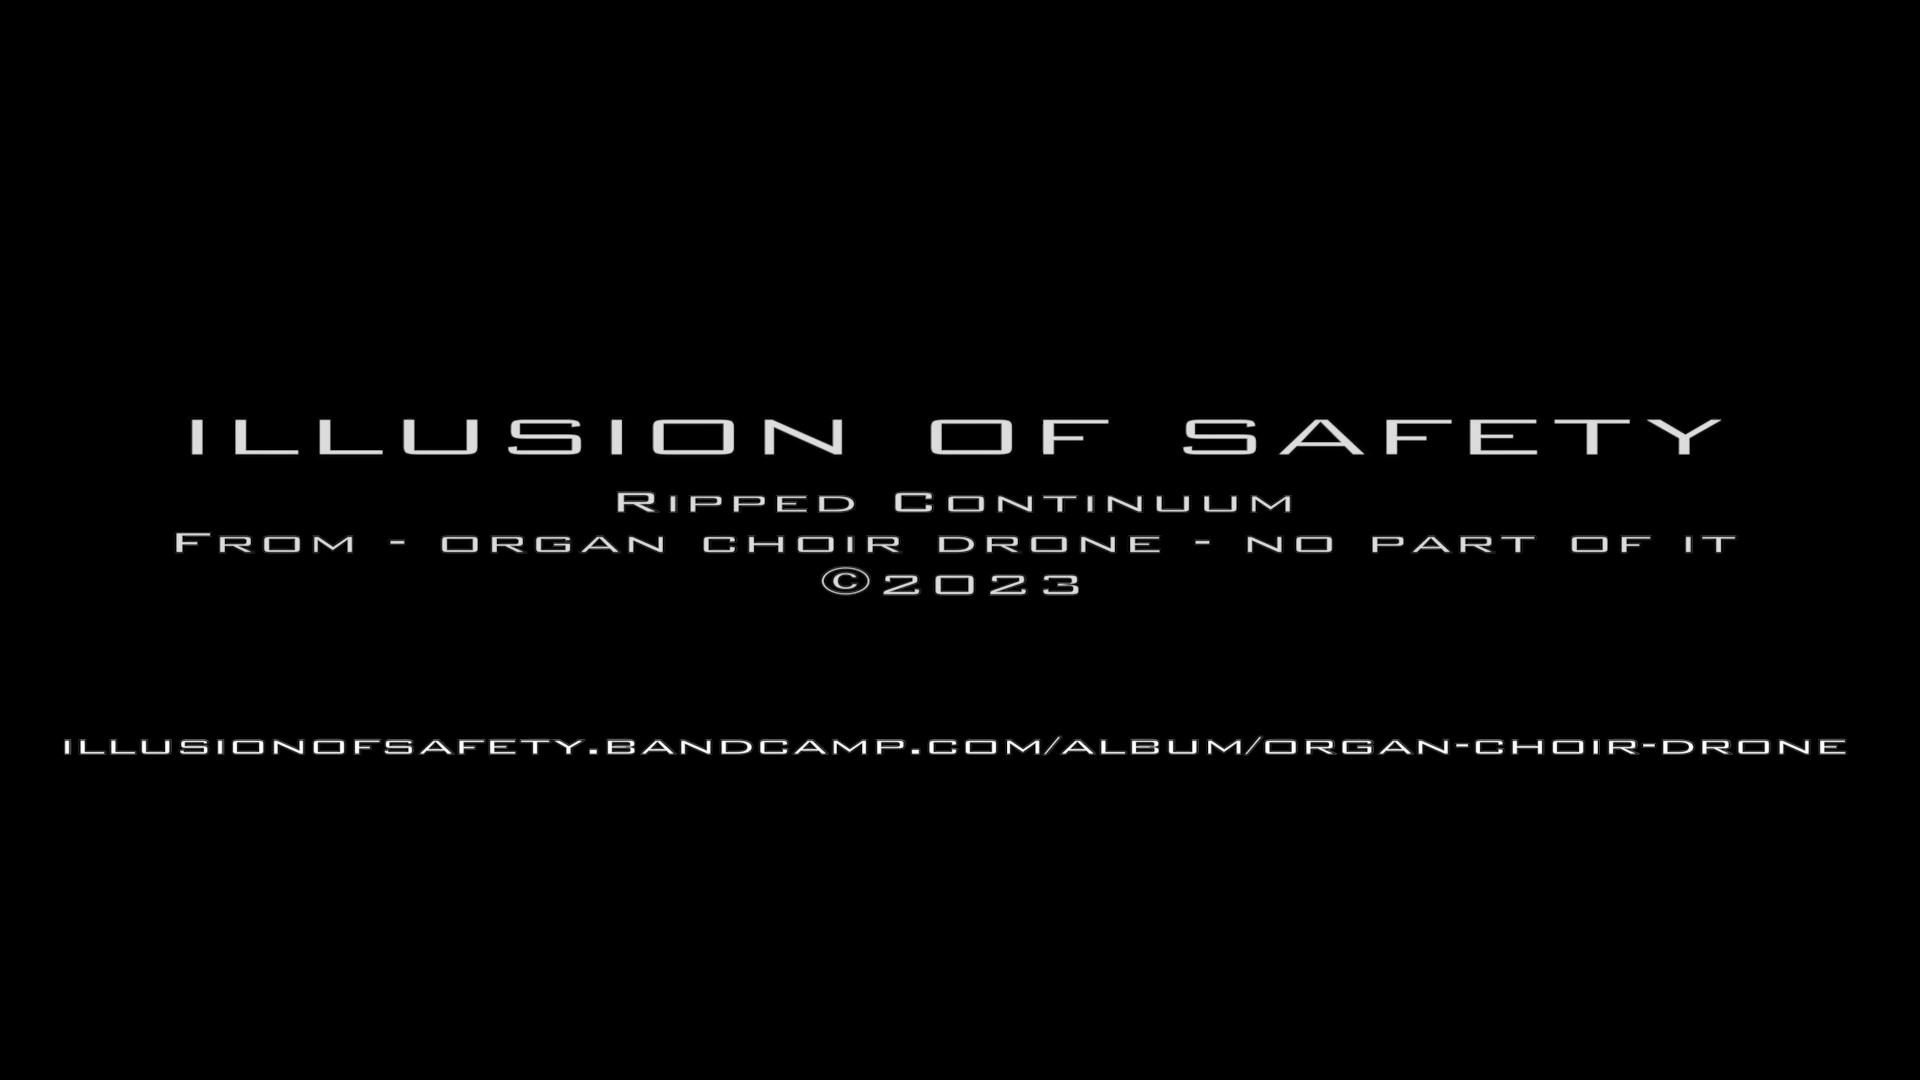 ILLUSION OF SAFETY
Ripped Continuum
From - organ choir drone - no part of it
©2023
illusionofsafety.bandcamp.com/album/organ-choir-drone